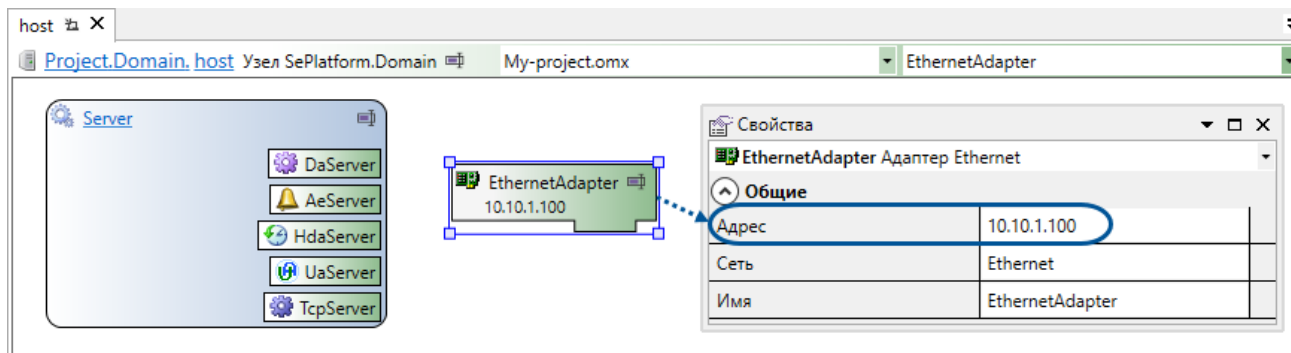 host
Project.Domain. host Узел SePlatform.Domain My-project.omx EthernetAdapter
Server
DaServer
AeServer
HdaServer
UaServer
TcpServer
EthernetAdapter
10.10.1.100
Свойства
EthernetAdapter Адаптер Ethernet
Общие
Адрес 10.10.1.100
Сеть Ethernet
Имя EthernetAdapter